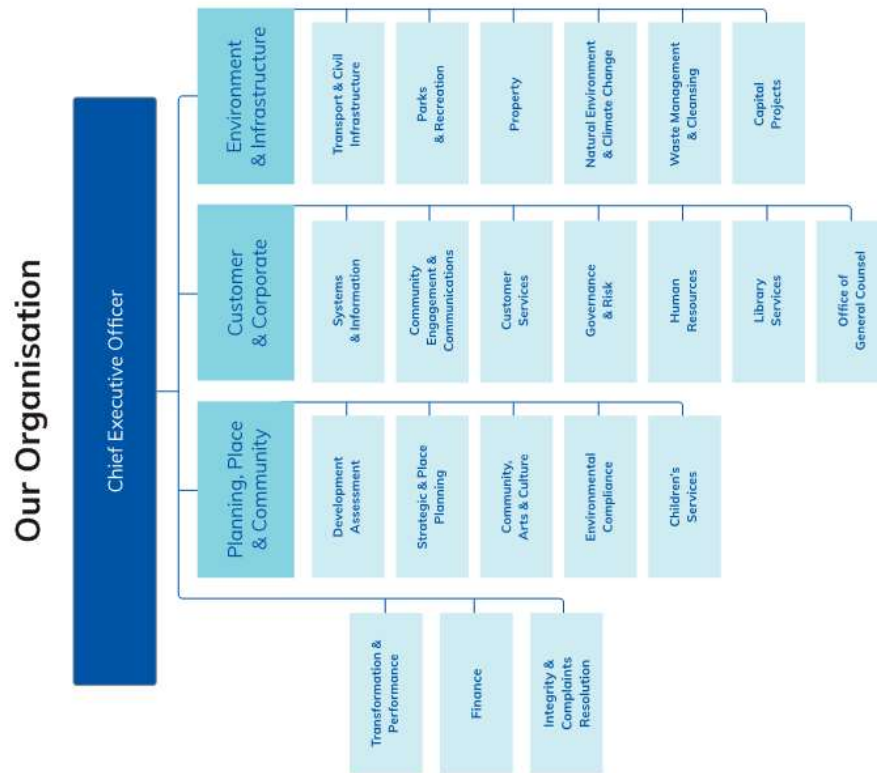 Our Organisation
Chief Executive Officer
Transformation &
Performance
Finance
Integrity &
Complaints
Resolution
Planning, Place
& Community
Development
Assessment
Strategic & Place
Planning
Community,
Arts & Culture
Environmental
Compliance
Children's
Services
Customer
& Corporate
Systems
& Information
Community
Engagement &
Communications
Customer
Services
Governance
& Risk
Human
Resources
Library
Services
Office of
General Counsel
Environment
& Infrastructure
Transport & Civil
Infrastructure
Parks
& Recreation
Property
Natural Environment
& Climate Change
Waste Management
& Cleansing
Capital
Projects